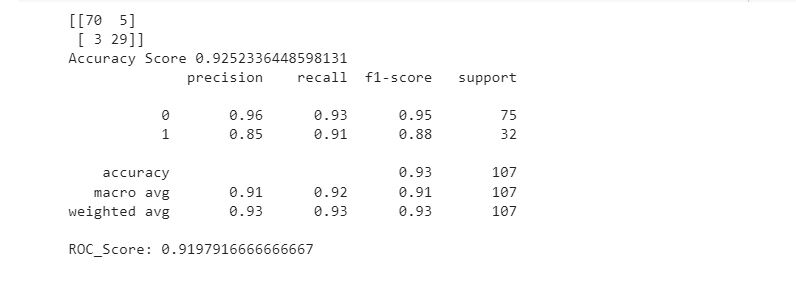 [[70  5]
 [ 3 29]]
Accuracy Score 0.9252336448598131
              precision    recall  f1-score   support

           0       0.96      0.93      0.95        75
           1       0.85      0.91      0.88        32

    accuracy                           0.93       107
   macro avg       0.91      0.92      0.91       107
weighted avg       0.93      0.93      0.93       107

ROC_Score: 0.9197916666666667